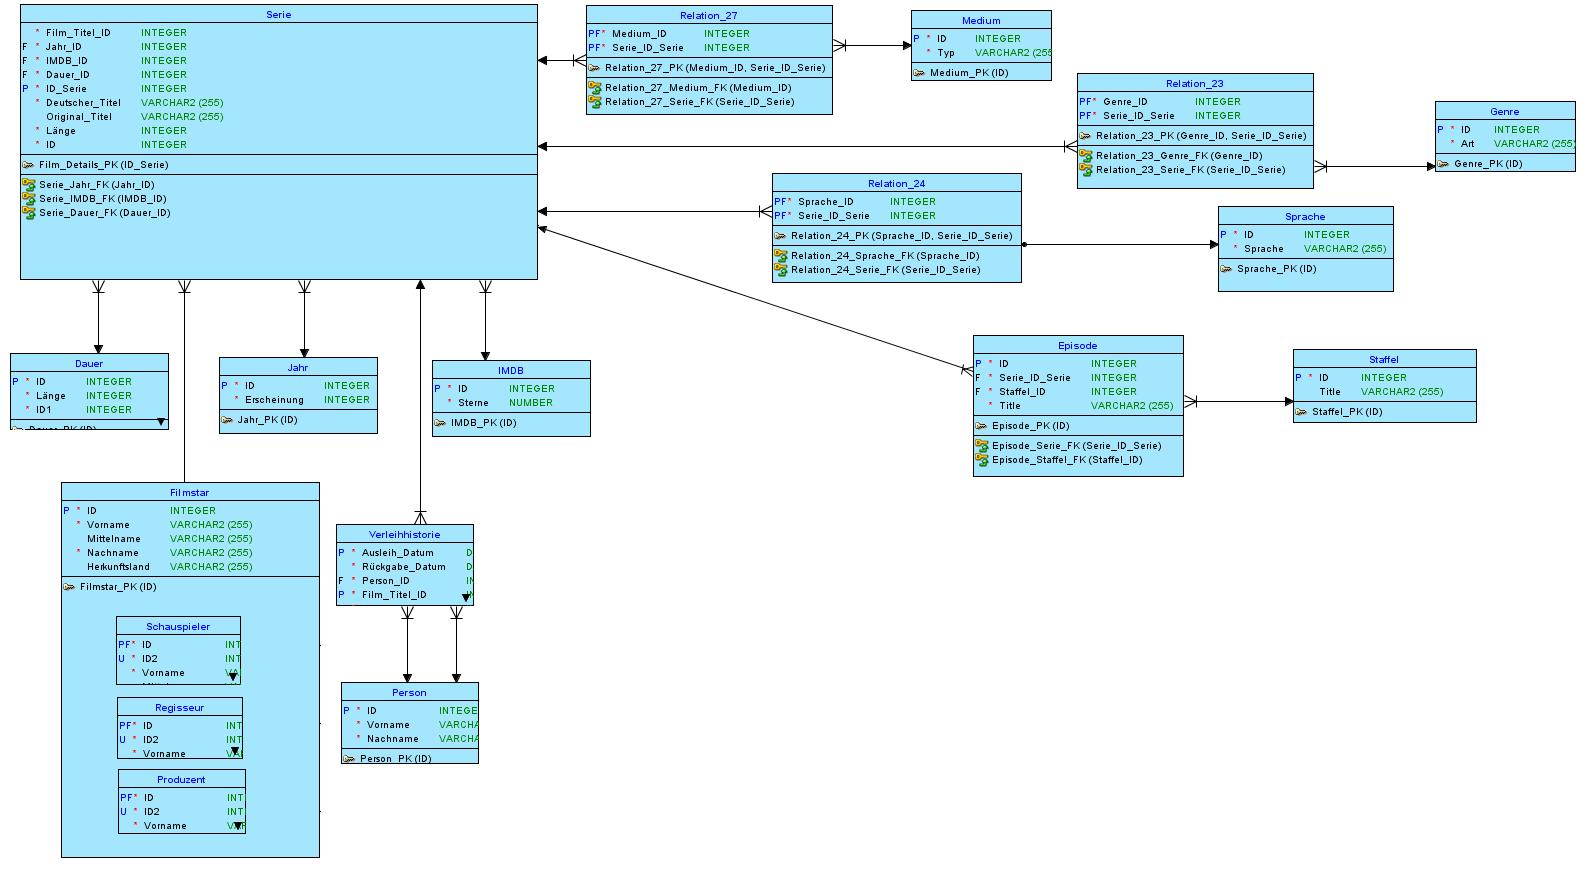 Serie
* Film_Titel_ID INTEGER
F * Jahr_ID INTEGER
F * IMDB_ID INTEGER
F * Dauer_ID INTEGER
P * ID_Serie INTEGER
* Deutscher_Titel VARCHAR2 (255)
Original_Titel VARCHAR2 (255)
* Länge INTEGER
* ID INTEGER
Film_Details_PK (ID_Serie)
Serie_Jahr_FK (Jahr_ID)
Serie_IMDB_FK (IMDB_ID)
Serie_Dauer_FK (Dauer_ID)
Relation_27
PF* Medium_ID INTEGER
PF* Serie_ID_Serie INTEGER
Relation_27_PK (Medium_ID, Serie_ID_Serie)
Relation_27_Medium_FK (Medium_ID)
Relation_27_Serie_FK (Serie_ID_Serie)
Medium
P * ID INTEGER
* Typ VARCHAR2 (255
Medium_PK (ID)
Relation_23
PF* Genre_ID INTEGER
PF* Serie_ID_Serie INTEGER
Relation_23_PK (Genre_ID, Serie_ID_Serie)
Relation_23_Genre_FK (Genre_ID)
Relation_23_Serie_FK (Serie_ID_Serie)
Genre
P * ID INTEGER
* Art VARCHAR2 (255)
Genre_PK (ID)
Relation_24
PF* Sprache_ID INTEGER
PF* Serie_ID_Serie INTEGER
Relation_24_PK (Sprache_ID, Serie_ID_Serie)
Relation_24_Sprache_FK (Sprache_ID)
Relation_24_Serie_FK (Serie_ID_Serie)
Sprache
P * ID INTEGER
* Sprache VARCHAR2 (255)
Sprache_PK (ID)
Episode
P * ID INTEGER
F * Serie_ID_Serie INTEGER
F * Staffel_ID INTEGER
* Title VARCHAR2 (255)
Episode_PK (ID)
Episode_Serie_FK (Serie_ID_Serie)
Episode_Staffel_FK (Staffel_ID)
Staffel
P * ID INTEGER
Title VARCHAR2 (255)
Staffel_PK (ID)
Dauer
P * ID INTEGER
* Länge INTEGER
* ID1 INTEGER
Dauer_PK (ID)
Jahr
P * ID INTEGER
* Erscheinung INTEGER
Jahr_PK (ID)
IMDB
P * ID INTEGER
* Sterne NUMBER
IMDB_PK (ID)
Filmstar
P * ID INTEGER
* Vorname VARCHAR2 (255)
Mittelname VARCHAR2 (255)
* Nachname VARCHAR2 (255)
Herkunftsland VARCHAR2 (255)
Filmstar_PK (ID)
Schauspieler
PF* ID INT
U * ID2 INT
* Vorname VA
Regisseur
PF* ID INT
U * ID2 INT
* Vorname VA
Produzent
PF* ID INT
U * ID2 INT
* Vorname VA
Verleihhistorie
P * Ausleih_Datum D
* Rückgabe_Datum D
F * Person_ID IN
P * Film_Titel_ID
Person
P * ID INTEGE
* Vorname VARCHA
* Nachname VARCHA
Person_PK (ID)